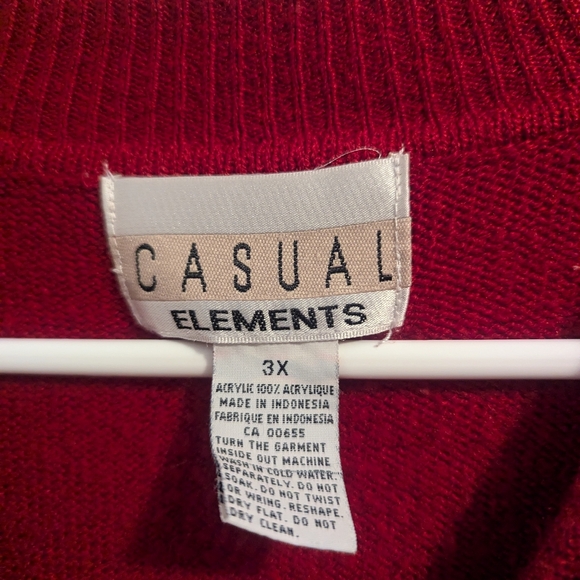 CASUAL
ELEMENTS
3X
ACRYLIC 100% ACRYLIQUE
MADE IN INDONESIA
FABRIQUE EN INDONESIA
CA 00655
TURN THE GARMENT
INSIDE OUT MACHINE
WASH IN COLD WATER.
SEPARATELY. DO NOT
SOAK. DO NOT TWIST
OR WRING. RESHAPE.
DRY FLAT. DO NOT
DRY CLEAN.